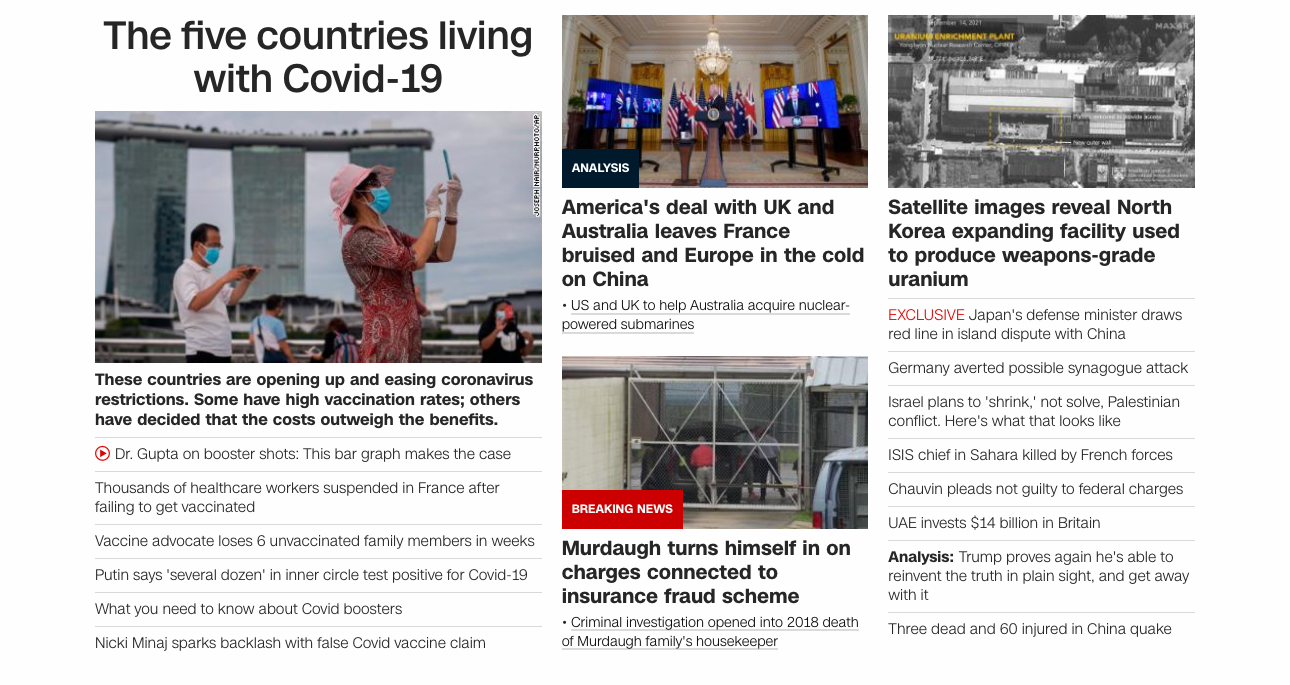 The five countries living
with Covid-19
JOSEPH NAIR/NURPHOTO/AP
These countries are opening up and easing coronavirus
restrictions. Some have high vaccination rates; others
have decided that the costs outweigh the benefits.
Dr. Gupta on booster shots: This bar graph makes the case
Thousands of healthcare workers suspended in France after
failing to get vaccinated
Vaccine advocate loses 6 unvaccinated family members in weeks
Putin says 'several dozen' in inner circle test positive for Covid-19
What you need to know about Covid boosters
Nicki Minaj sparks backlash with false Covid vaccine claim
ANALYSIS
America's deal with UK and
Australia leaves France
bruised and Europe in the cold
on China
• US and UK to help Australia acquire nuclear-
powered submarines
BREAKING NEWS
Murdaugh turns himself in on
charges connected to
insurance fraud scheme
• Criminal investigation opened into 2018 death
of Murdaugh family's housekeeper
September 14, 2021
MAXAR
URANIUM ENRICHMENT PLANT
Yongbyon Nuclear Research Center, DPRK
New outer wall
Satellite images reveal North
Korea expanding facility used
to produce weapons-grade
uranium
EXCLUSIVE Japan's defense minister draws
red line in island dispute with China
Germany averted possible synagogue attack
Israel plans to 'shrink,' not solve, Palestinian
conflict. Here's what that looks like
ISIS chief in Sahara killed by French forces
Chauvin pleads not guilty to federal charges
UAE invests $14 billion in Britain
Analysis: Trump proves again he's able to
reinvent the truth in plain sight, and get away
with it
Three dead and 60 injured in China quake